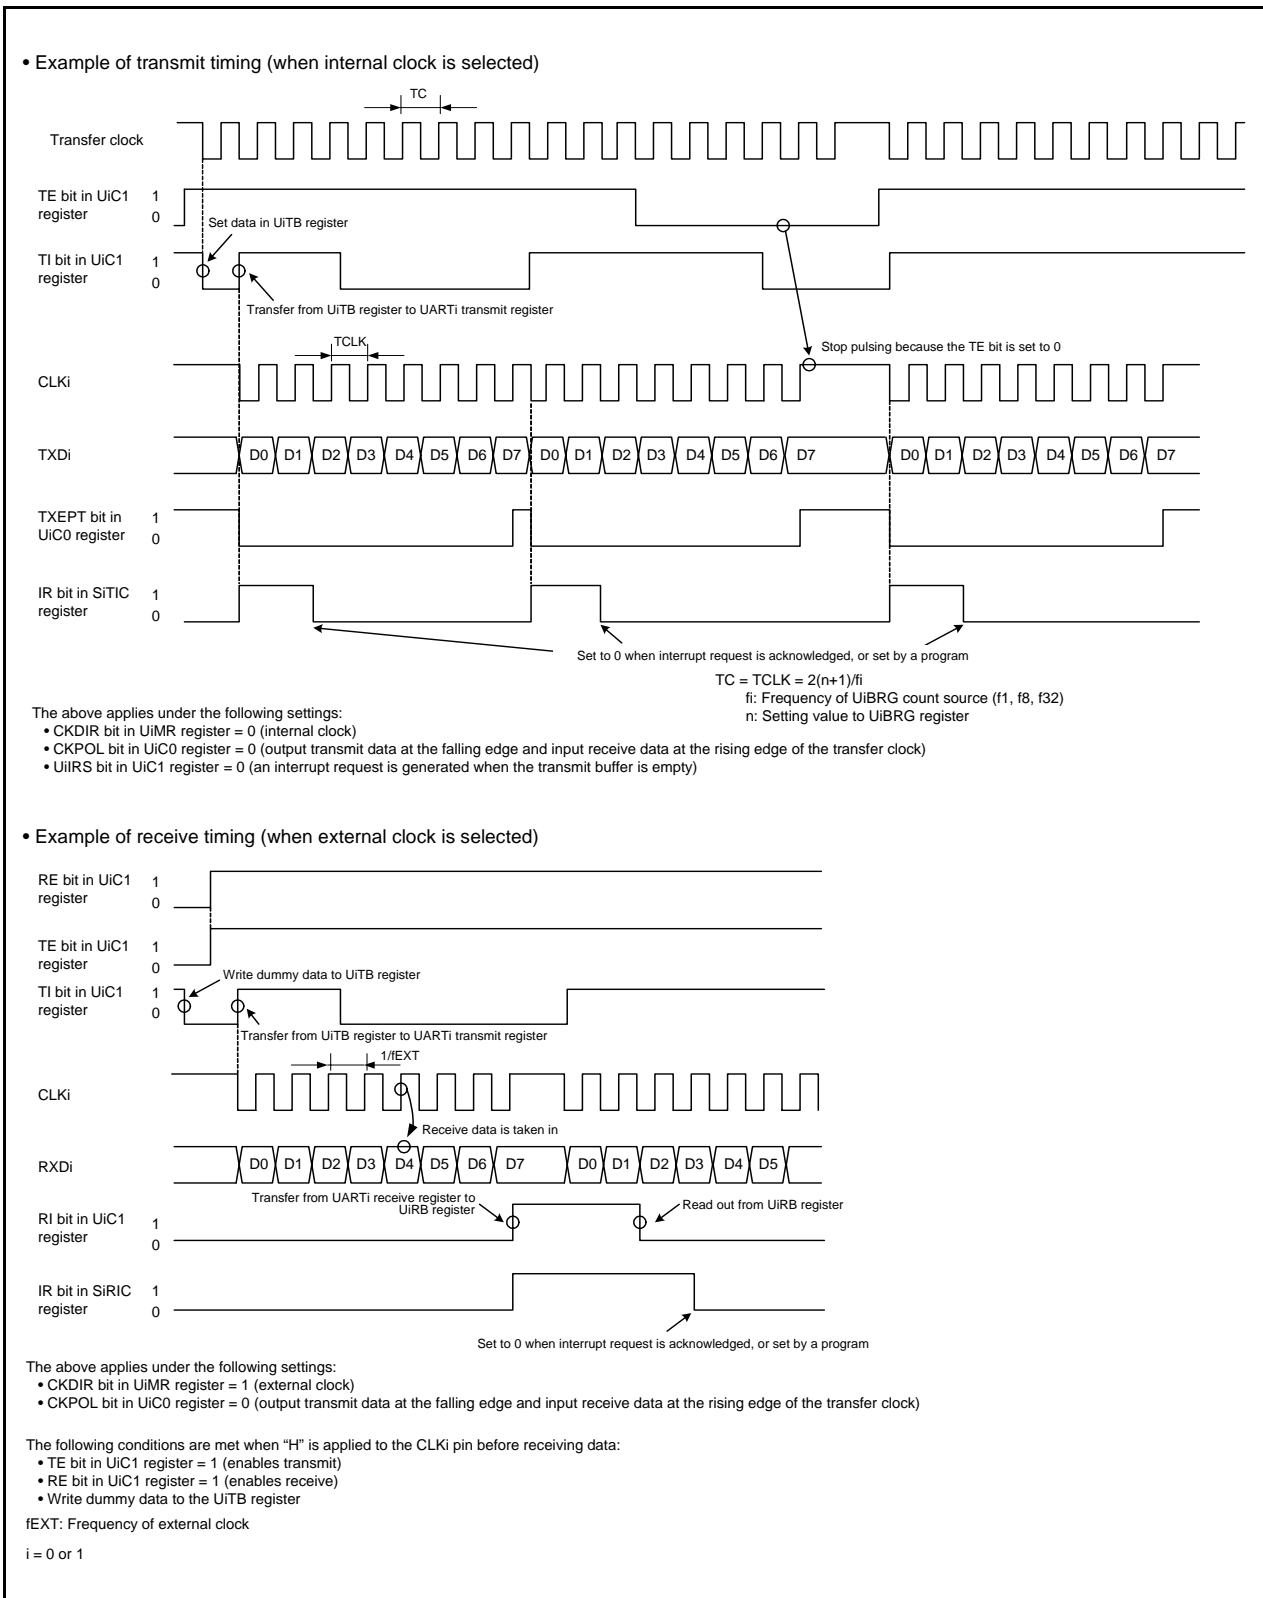 • Example of transmit timing (when internal clock is selected)
TC
Transfer clock
TE bit in UiC1 1
register 0
Set data in UiTB register
TI bit in UiC1 1
register 0
Transfer from UiTB register to UARTi transmit register
TCLK
Stop pulsing because the TE bit is set to 0
CLKi
TXDi D0 D1 D2 D3 D4 D5 D6 D7 D0 D1 D2 D3 D4 D5 D6 D7 D0 D1 D2 D3 D4 D5 D6 D7
TXEPT bit in 1
UiC0 register 0
IR bit in SiTIC 1
register 0
Set to 0 when interrupt request is acknowledged, or set by a program
TC = TCLK = 2(n+1)/fi
fi: Frequency of UiBRG count source (f1, f8, f32)
n: Setting value to UiBRG register
The above applies under the following settings:
• CKDIR bit in UiMR register = 0 (internal clock)
• CKPOL bit in UiC0 register = 0 (output transmit data at the falling edge and input receive data at the rising edge of the transfer clock)
• UiIRS bit in UiC1 register = 0 (an interrupt request is generated when the transmit buffer is empty)
• Example of receive timing (when external clock is selected)
RE bit in UiC1 1
register 0
TE bit in UiC1 1
register 0
Write dummy data to UiTB register
TI bit in UiC1 1
register 0
Transfer from UiTB register to UARTi transmit register
1/fEXT
CLKi
Receive data is taken in
RXDi D0 D1 D2 D3 D4 D5 D6 D7 D0 D1 D2 D3 D4 D5
Transfer from UARTi receive register to
UiRB register
Read out from UiRB register
RI bit in UiC1 1
register 0
IR bit in SiRIC 1
register 0
Set to 0 when interrupt request is acknowledged, or set by a program
The above applies under the following settings:
• CKDIR bit in UiMR register = 1 (external clock)
• CKPOL bit in UiC0 register = 0 (output transmit data at the falling edge and input receive data at the rising edge of the transfer clock)
The following conditions are met when “H” is applied to the CLKi pin before receiving data:
• TE bit in UiC1 register = 1 (enables transmit)
• RE bit in UiC1 register = 1 (enables receive)
• Write dummy data to the UiTB register
fEXT: Frequency of external clock
i = 0 or 1